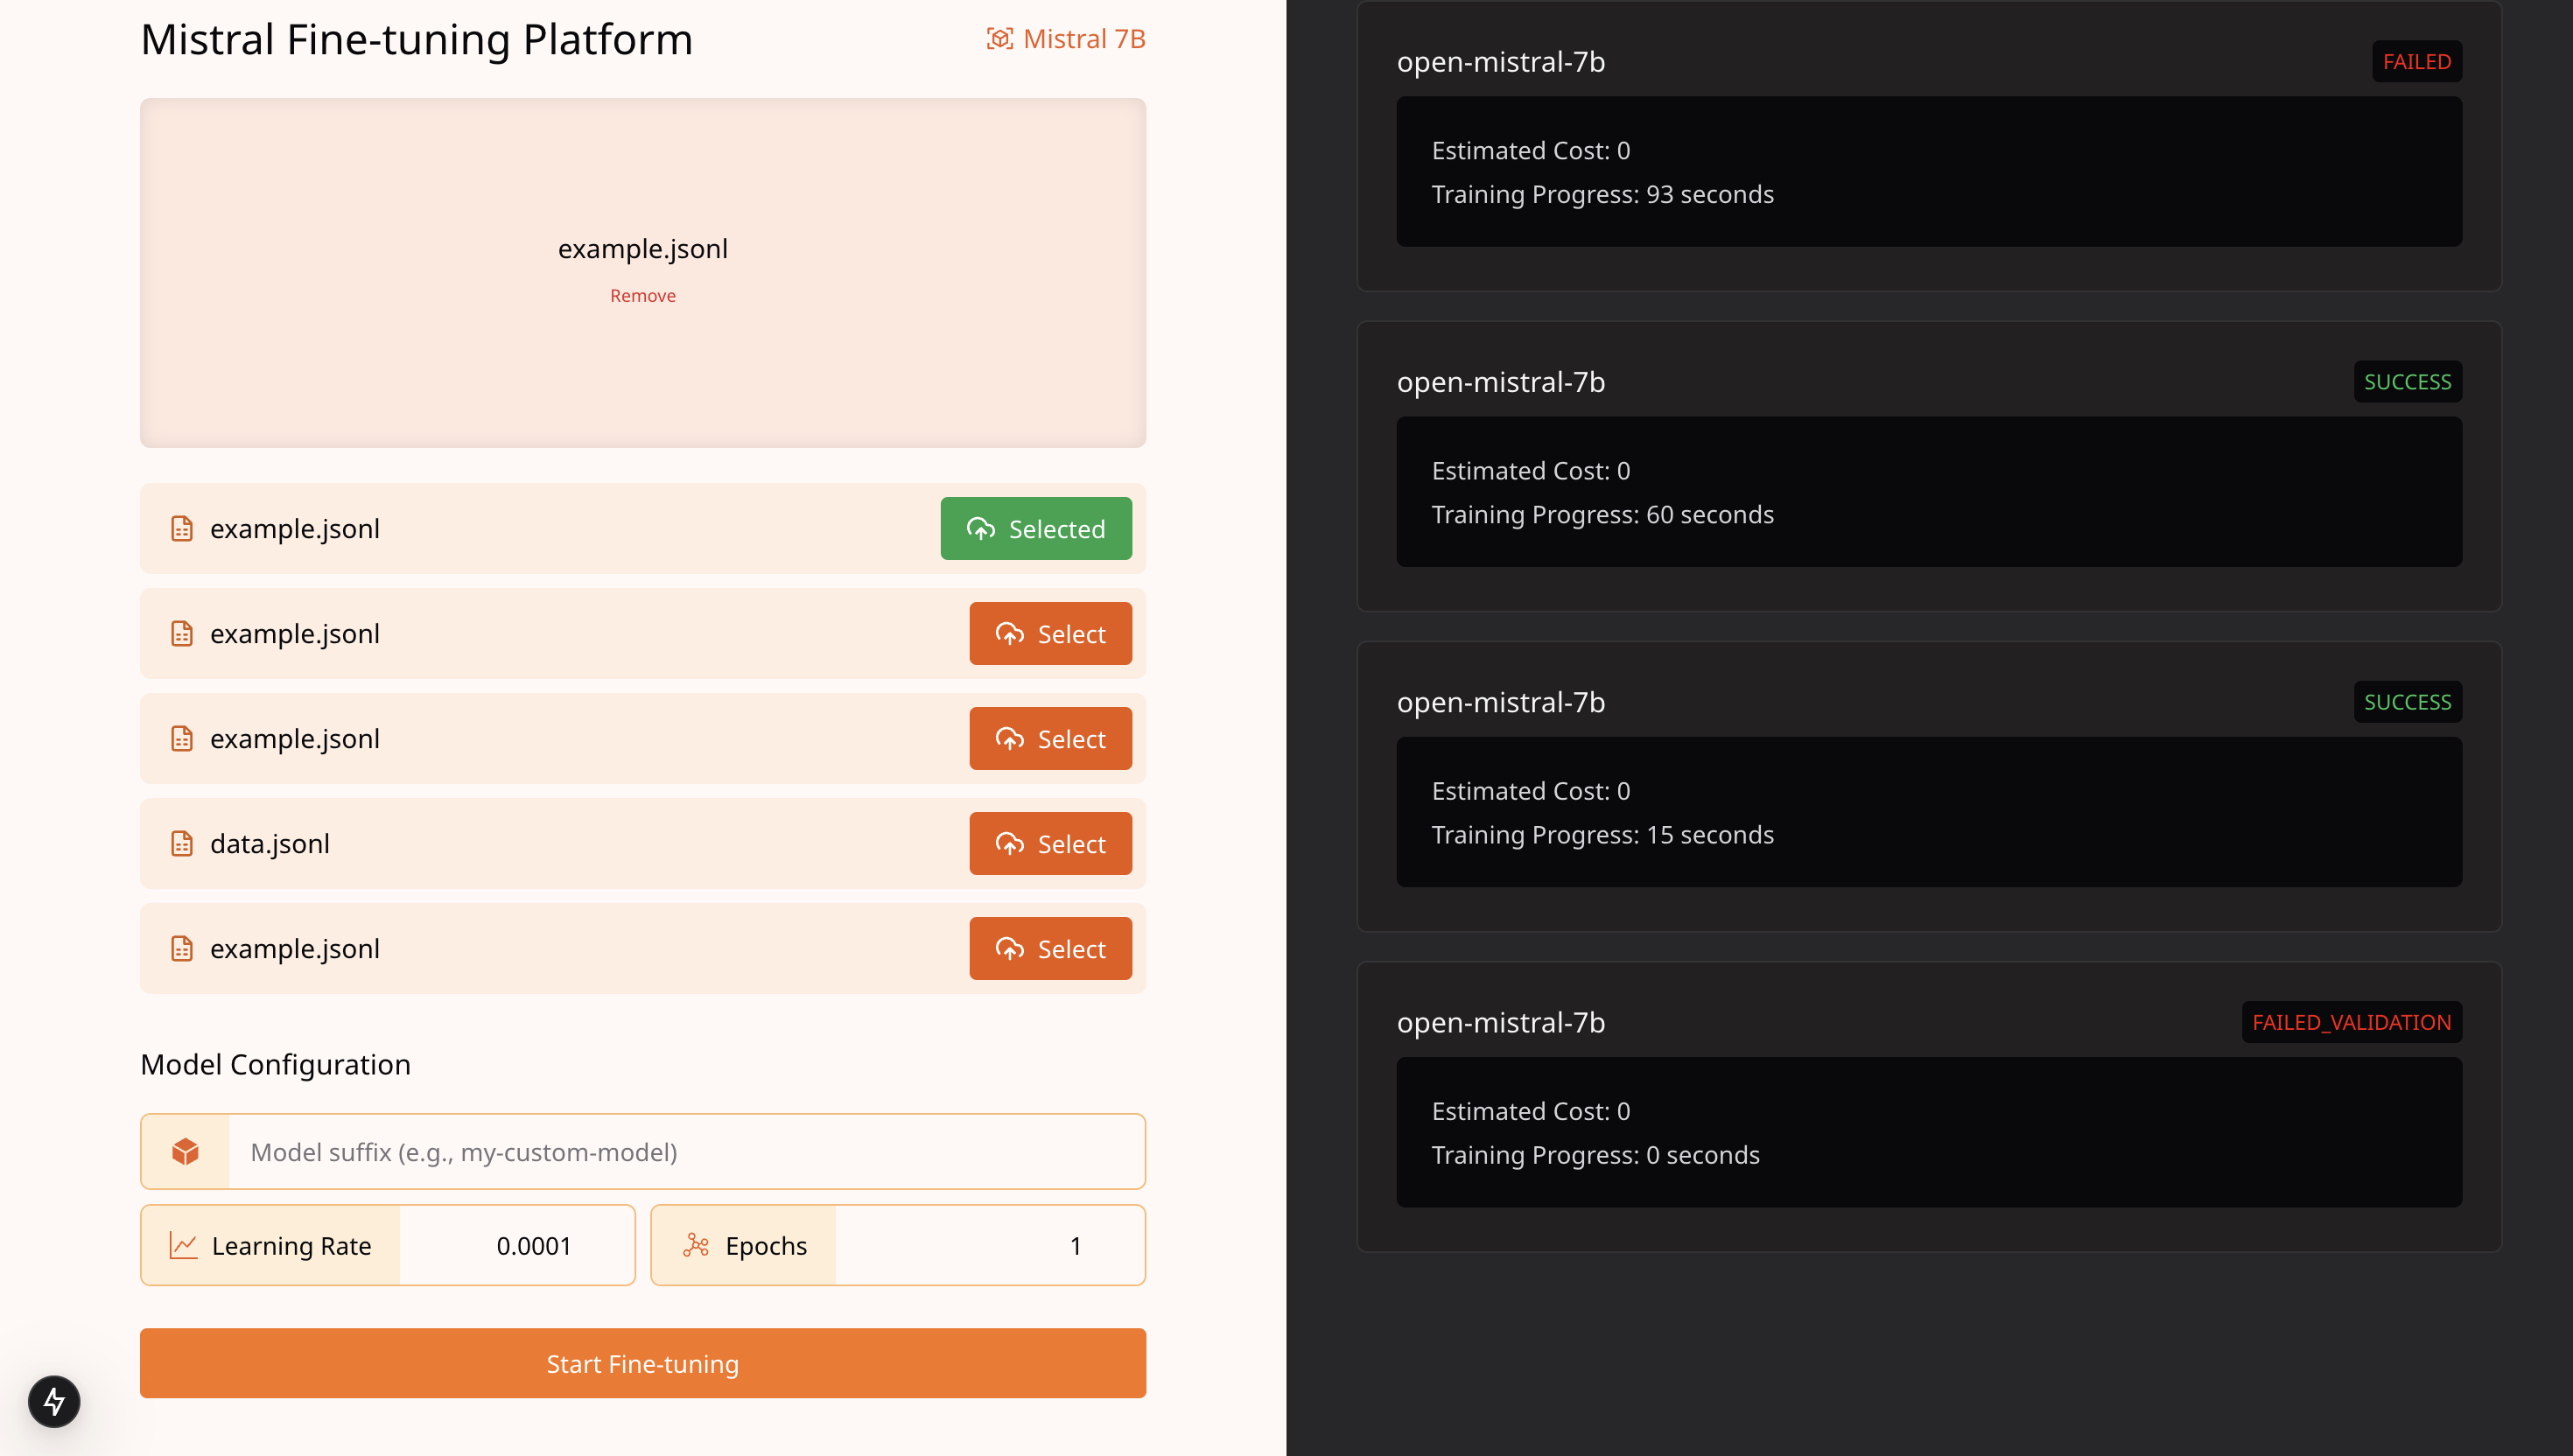 Mistral Fine-tuning Platform
Mistral 7B
example.jsonl
Remove
example.jsonl
Selected
example.jsonl
Select
example.jsonl
Select
data.jsonl
Select
example.jsonl
Select
Model Configuration
Model suffix (e.g., my-custom-model)
Learning Rate
0.0001
Epochs
1
Start Fine-tuning
open-mistral-7b
FAILED
Estimated Cost: 0
Training Progress: 93 seconds
open-mistral-7b
SUCCESS
Estimated Cost: 0
Training Progress: 60 seconds
open-mistral-7b
SUCCESS
Estimated Cost: 0
Training Progress: 15 seconds
open-mistral-7b
FAILED_VALIDATION
Estimated Cost: 0
Training Progress: 0 seconds